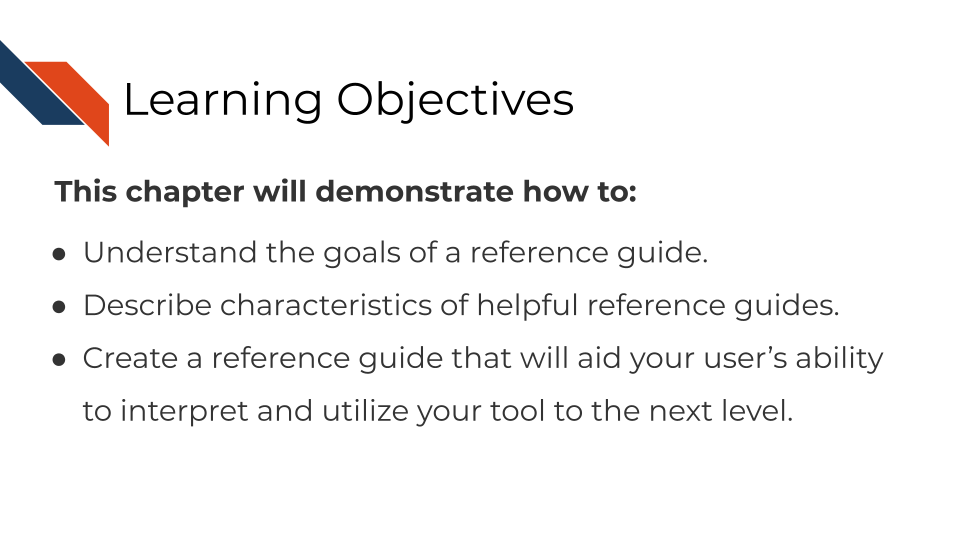 Learning Objectives
This chapter will demonstrate how to:
● Understand the goals of a reference guide.
● Describe characteristics of helpful reference guides.
● Create a reference guide that will aid your user’s ability
to interpret and utilize your tool to the next level.